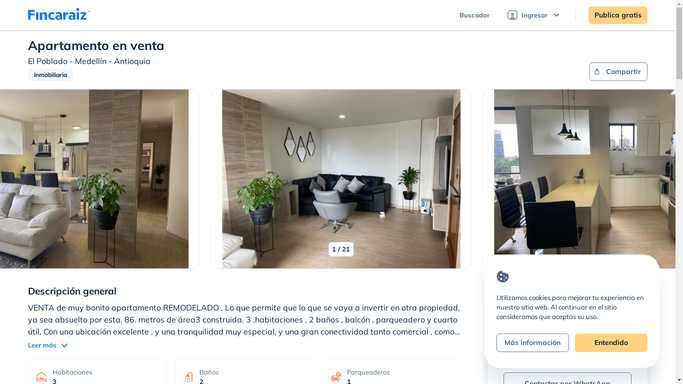 Fincaraiz
Buscador
Ingresar
Publica gratis
Apartamento en venta
El Poblado - Medellín - Antioquia
Inmobiliaria
Compartir
1 / 21
Descripción general
VENTA de muy bonito apartamento REMODELADO , Lo que permite que lo que se vaya a invertir en otra propiedad,
ya sea absuelto por esta. 86. metros de área3 construida. 3 .habitaciones , 2 baños , balcón , parqueadero y cuarto
útil, Con una ubicación excelente , y una tranquilidad muy especial, y una gran conectividad tanto comercial , como...
Leer más
Habitaciones
3
Baños
2
Parqueaderos
1
Utilizamos cookies para mejorar tu experiencia en
nuestro sitio web. Al continuar en el sitio
consideramos que aceptas su uso.
Más información
Entendido
Contactar por WhatsApp